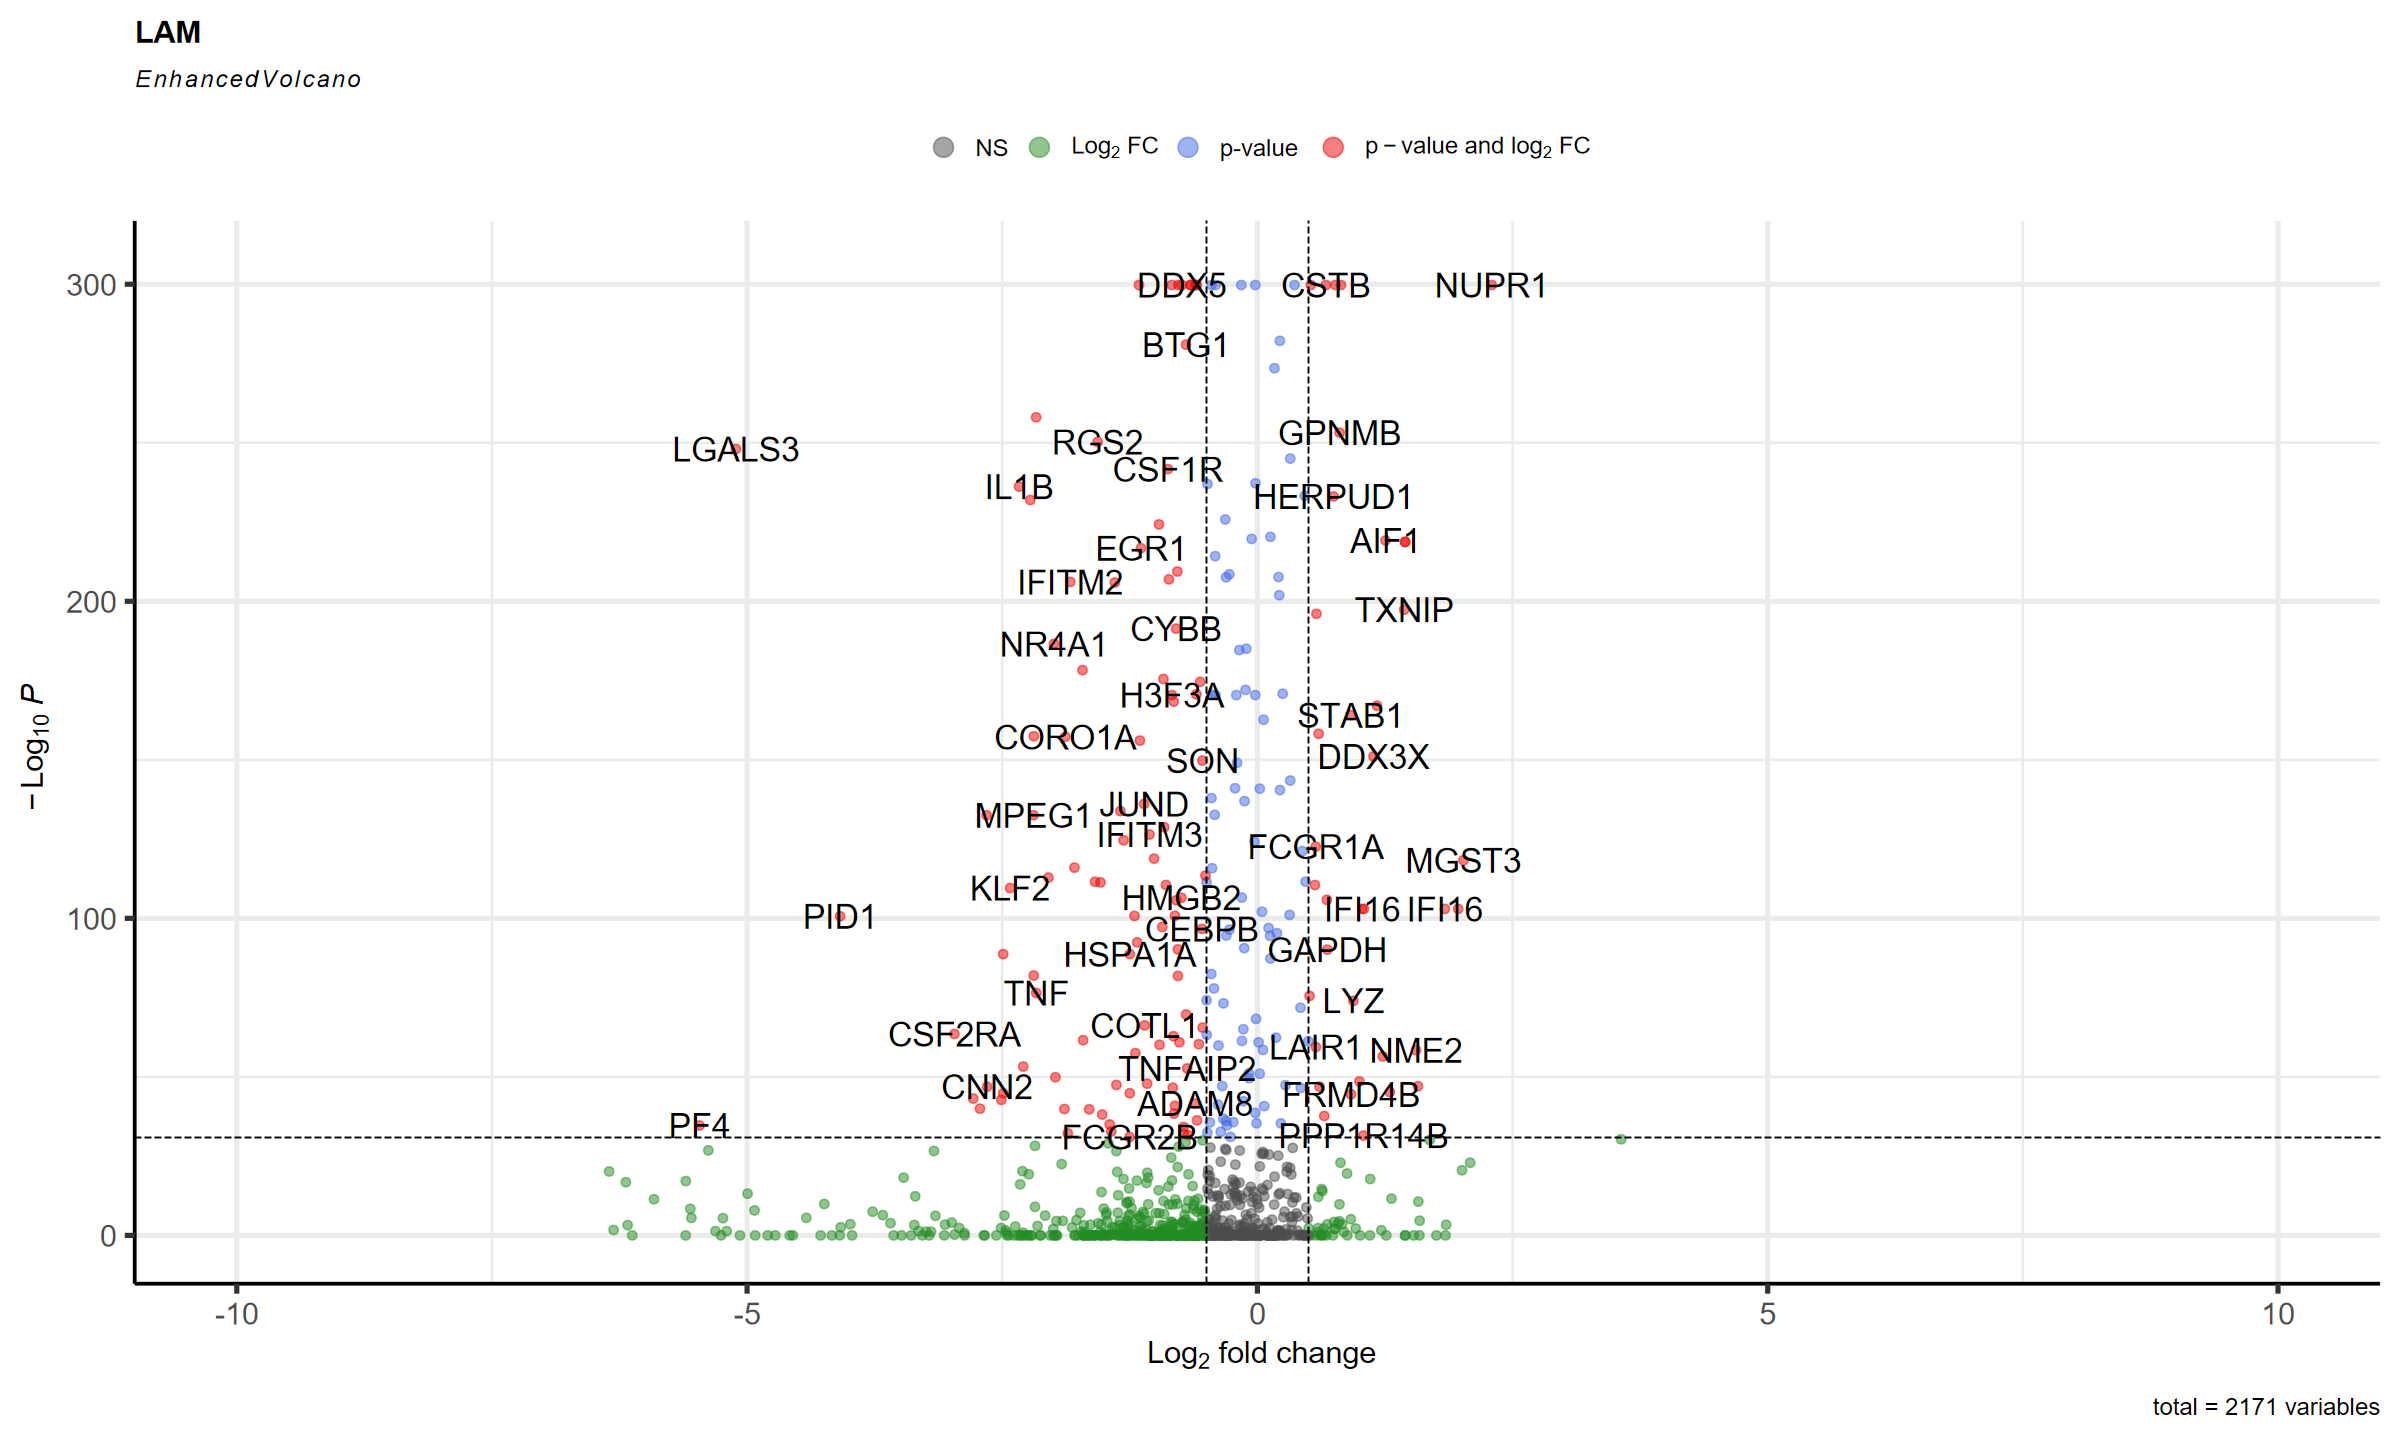 LAM
EnhancedVolcano
NS Log2 FC p-value p − value and log2 FC
300
200
100
0
−Log10 P
DDX5 CSTB NUPR1
BTG1
GPNMB
RGS2
LGALS3
CSF1R
IL1B
HERPUD1
AIF1
EGR1
IFITM2
TXNIP
CYBB
NR4A1
H3F3A
STAB1
CORO1A
DDX3X
SON
JUND
MPEG1
IFITM3
FCGR1A
MGST3
KLF2
HMGB2
IFI16 IFI16
PID1
CEBPB
GAPDH
HSPA1A
TNF
LYZ
COTL1
CSF2RA
LAIR1 NME2
TNFAIP2
CNN2
FRMD4B
ADAM8
PF4
FCGR2B
PPP1R14B
-10 -5 0 5 10
Log2 fold change
total = 2171 variables